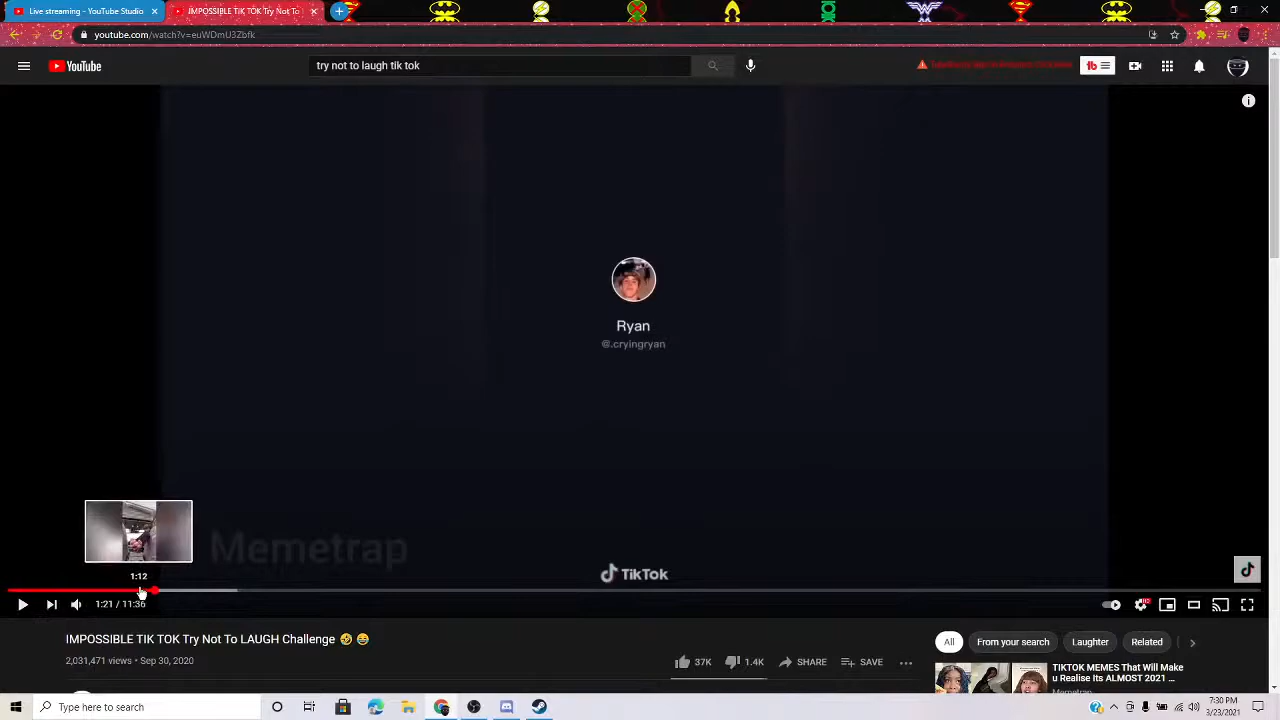 Live streaming - YouTube Studio
IMPOSSIBLE TIK TOK Try Not To
youtube.com/watch?v=euWDmU3Zbfk
YouTube
try not to laugh tik tok
Ryan
@.cryingryan
Memetrap
TikTok
1:12
1:21 / 11:36
IMPOSSIBLE TIK TOK Try Not To LAUGH Challenge 🤣😂
2,031,471 views • Sep 30, 2020
37K
1.4K
SHARE
SAVE
All
From your search
Laughter
Related
TIKTOK MEMES That Will Make
u Realise Its ALMOST 2021 ...
Memetrap
Type here to search
7:30 PM
3/23/2021